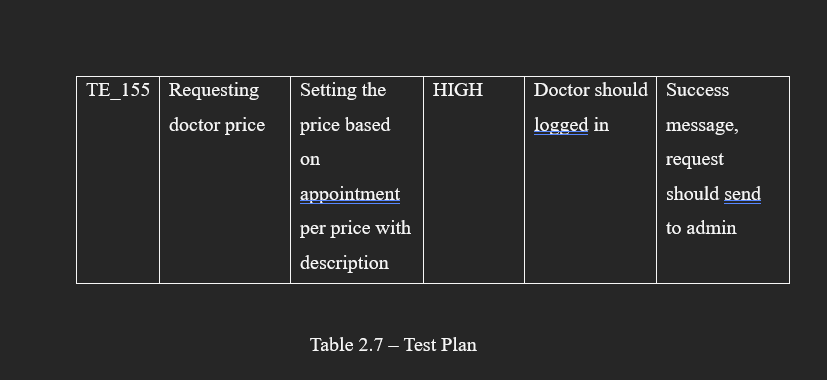 TE_155 Requesting Setting the HIGH Doctor should Success
doctor price price based logged in message,
on request
appointment should send
per price with to admin
description
Table 2.7 – Test Plan